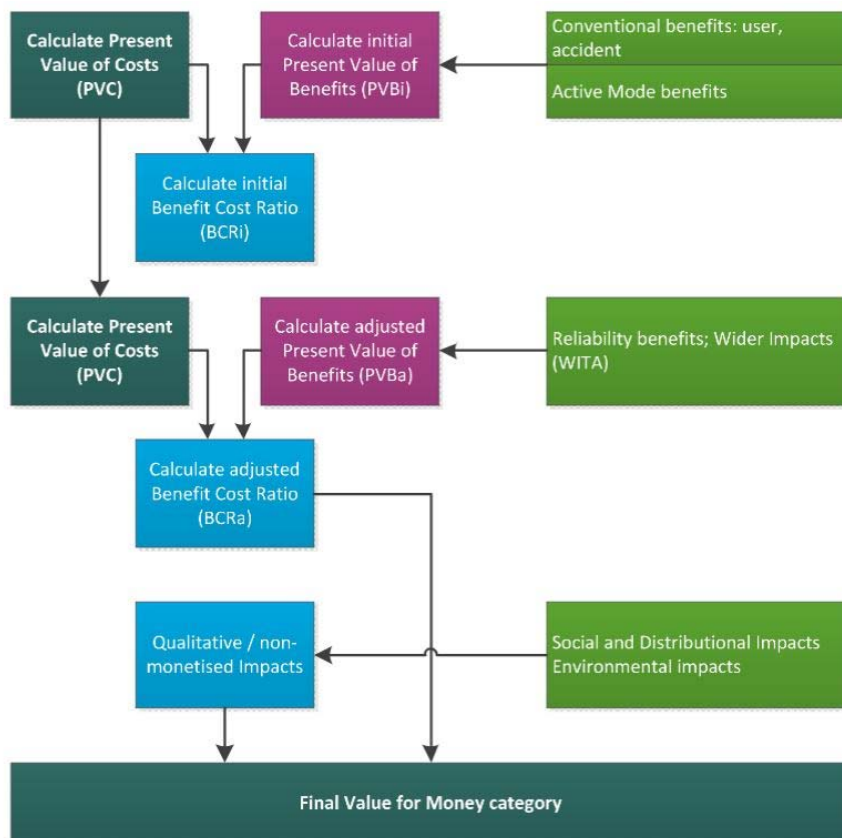 Calculate Present
Value of Costs
(PVC)
Calculate initial
Present Value of
Benefits (PVBi)
Conventional benefits: user,
accident
Active Mode benefits
Calculate initial
Benefit Cost Ratio
(BCRi)
Calculate Present
Value of Costs
(PVC)
Calculate adjusted
Present Value of
Benefits (PVBa)
Reliability benefits; Wider Impacts
(WITA)
Calculate adjusted
Benefit Cost Ratio
(BCRa)
Qualitative / non-
monetised Impacts
Social and Distributional Impacts
Environmental impacts
Final Value for Money category